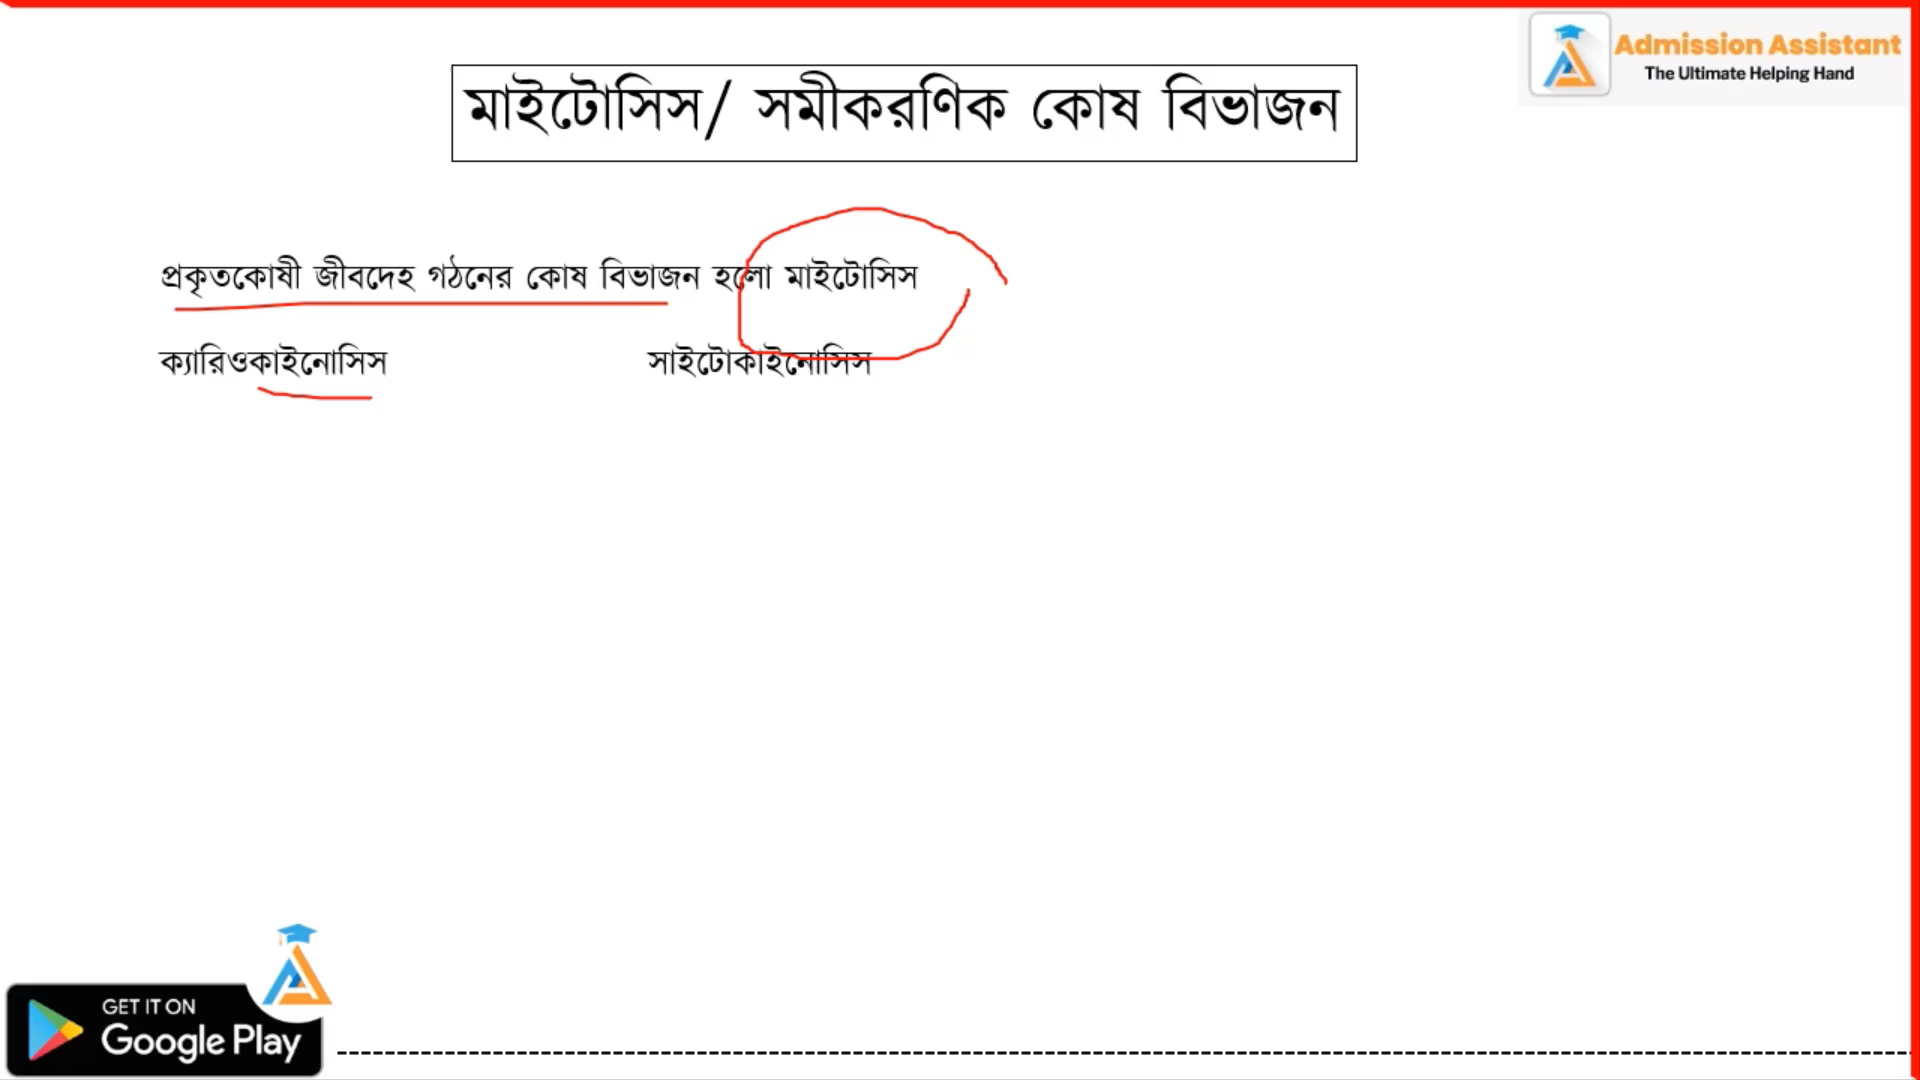 Admission Assistant
The Ultimate Helping Hand
মাইটোসিস/ সমীকরণিক কোষ বিভাজন
প্রকৃতকোষী জীবদেহ গঠনের কোষ বিভাজন হলো মাইটোসিস
ক্যারিওকাইনোসিস সাইটোকাইনোসিস
GET IT ON
Google Play